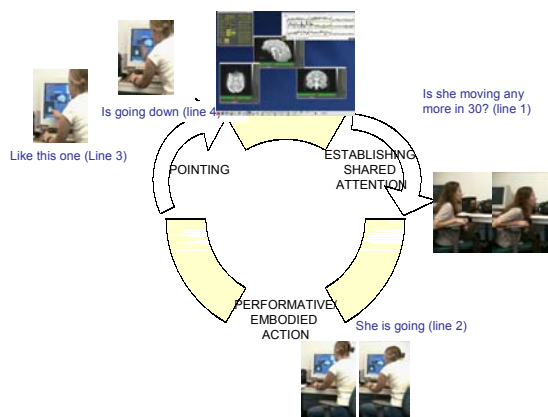 Is going down (line 4,
Is she moving any
more in 30? (line 1)
Like this one (Line 3)
POINTING
ESTABLISHING
SHARED
ATTENTION
PERFORMATIVE/
EMBODIED
ACTION
She is going (line 2)